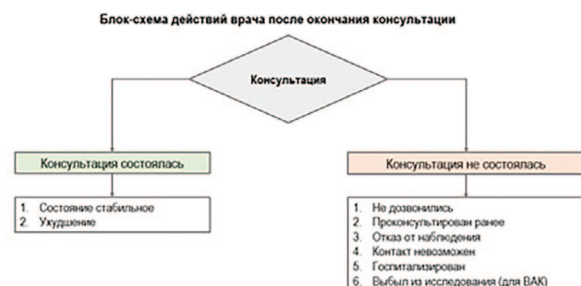 Блок-схема действий врача после окончания консультации
Консультация
Консультация состоялась
Консультация не состоялась
1. Состояние стабильное
2. Ухудшение
1. Не дозвонились
2. Проконсультирован ранее
3. Отказ от наблюдения
4. Контакт невозможен
5. Госпитализирован
6. Выбыл из исследования (для ВАК)